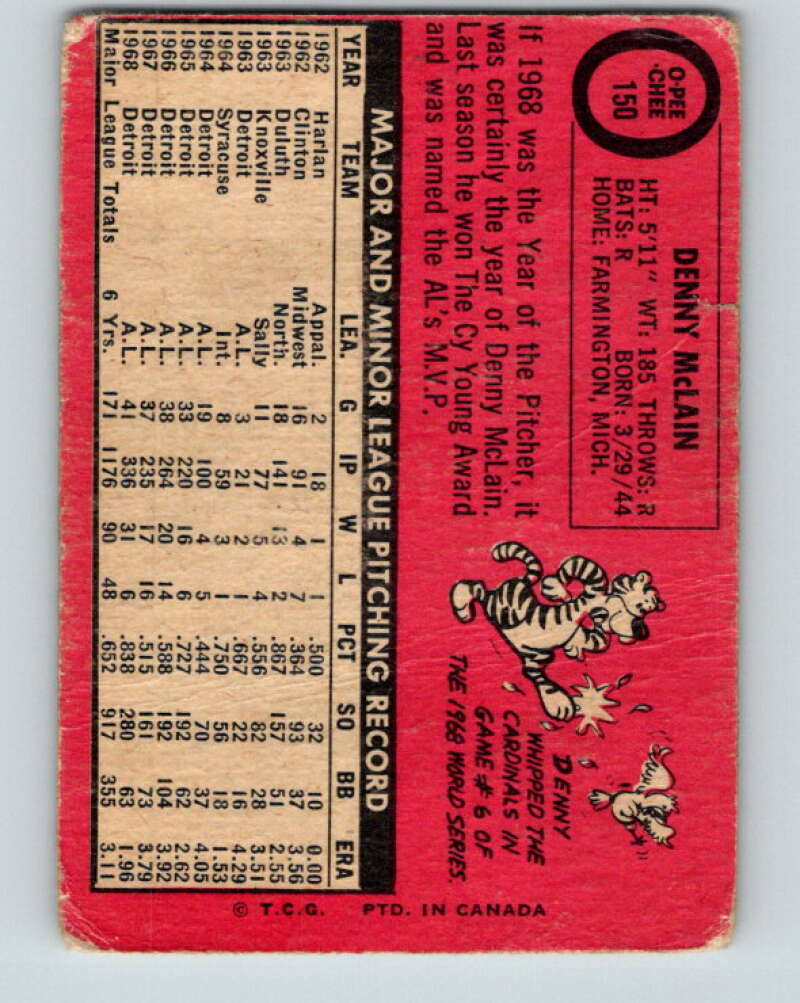 O-PEE
-CHEE
150
DENNY McLAIN
HT: 5'11" WT: 185 THROWS: R
BATS: R BORN: 3/29/44
HOME: FARMINGTON, MICH.
If 1968 was the Year of the Pitcher, it
was certainly the year of Denny McLain.
Last season he won The Cy Young Award
and was named the AL's M.V.P.
DENNY
WHIPPED THE
CARDINALS IN
GAME # 6 OF
THE 1968 WORLD SERIES.
MAJOR AND MINOR LEAGUE PITCHING RECORD
YEAR TEAM LEA. G IP W L PCT SO BB ERA
1962 Harlan Appal. 2 18 1 1 .500 32 10 0.00
1962 Clinton Midwest 16 91 4 7 .364 93 37 3.56
1963 Duluth North. 18 141 13 2 .867 157 51 2.55
1963 Knoxville Sally 11 77 5 4 .556 82 28 3.51
1963 Detroit A.L. 3 21 2 1 .667 22 16 4.29
1964 Syracuse Int. 8 59 3 1 .750 56 18 1.53
1964 Detroit A.L. 19 100 4 5 .444 70 37 4.05
1965 Detroit A.L. 33 220 16 6 .727 192 62 2.62
1966 Detroit A.L. 38 264 20 14 .588 192 104 3.92
1967 Detroit A.L. 37 235 17 16 .515 161 73 3.79
1968 Detroit A.L. 41 336 31 6 .838 280 63 1.96
Major League Totals 6 Yrs. 171 1176 90 48 .652 917 355 3.11
© T.C.G. PTD. IN CANADA